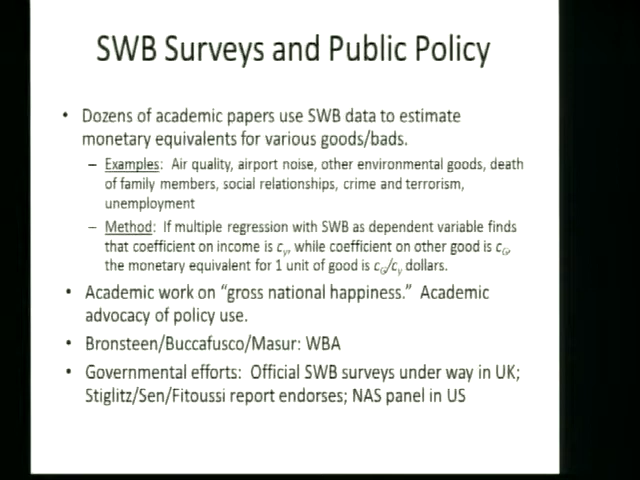 SWB Surveys and Public Policy
• Dozens of academic papers use SWB data to estimate
monetary equivalents for various goods/bads.
– Examples: Air quality, airport noise, other environmental goods, death
of family members, social relationships, crime and terrorism,
unemployment
– Method: If multiple regression with SWB as dependent variable finds
that coefficient on income is cy, while coefficient on other good is cG,
the monetary equivalent for 1 unit of good is cG/cy dollars.
• Academic work on “gross national happiness.” Academic
advocacy of policy use.
• Bronsteen/Buccafusco/Masur: WBA
• Governmental efforts: Official SWB surveys under way in UK;
Stiglitz/Sen/Fitoussi report endorses; NAS panel in US